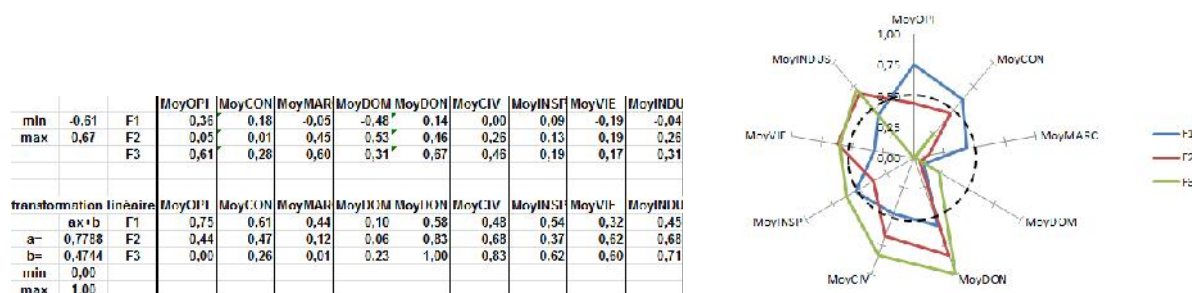 MoyOPI MoyCON MoyMAR MoyDOM MoyDON MoyCIV MoyINSP MoyVIE MoyINDU
min -0.61 F1 0,36 0,18 -0,05 -0,48 0,14 0,00 0,09 -0,19 -0,04
max 0,67 F2 0,05 0,01 0,45 0,53 0,46 0,26 0,13 0,19 0,26
F3 0,61 0,28 0,60 0,31 0,67 0,46 0,19 0,17 0,31
transformation linéaire MoyOPI MoyCON MoyMAR MoyDOM MoyDON MoyCIV MoyINSP MoyVIE MoyINDU
ax+b F1 0,75 0,61 0,44 0,10 0,58 0,48 0,54 0,32 0,45
a= 0,7788 F2 0,44 0,47 0,12 0,06 0,83 0,68 0,37 0,62 0,68
b= 0,4744 F3 0,00 0,26 0,01 0,23 1,00 0,83 0,62 0,60 0,71
min 0,00
max 1,00
MoyOPI
1,00
MoyINDUS
MoyCON
0,75
0,25
MoyVIE
MoyMARC
0,00
MoyINSP
MoyDOM
MoyCIV
MoyDON